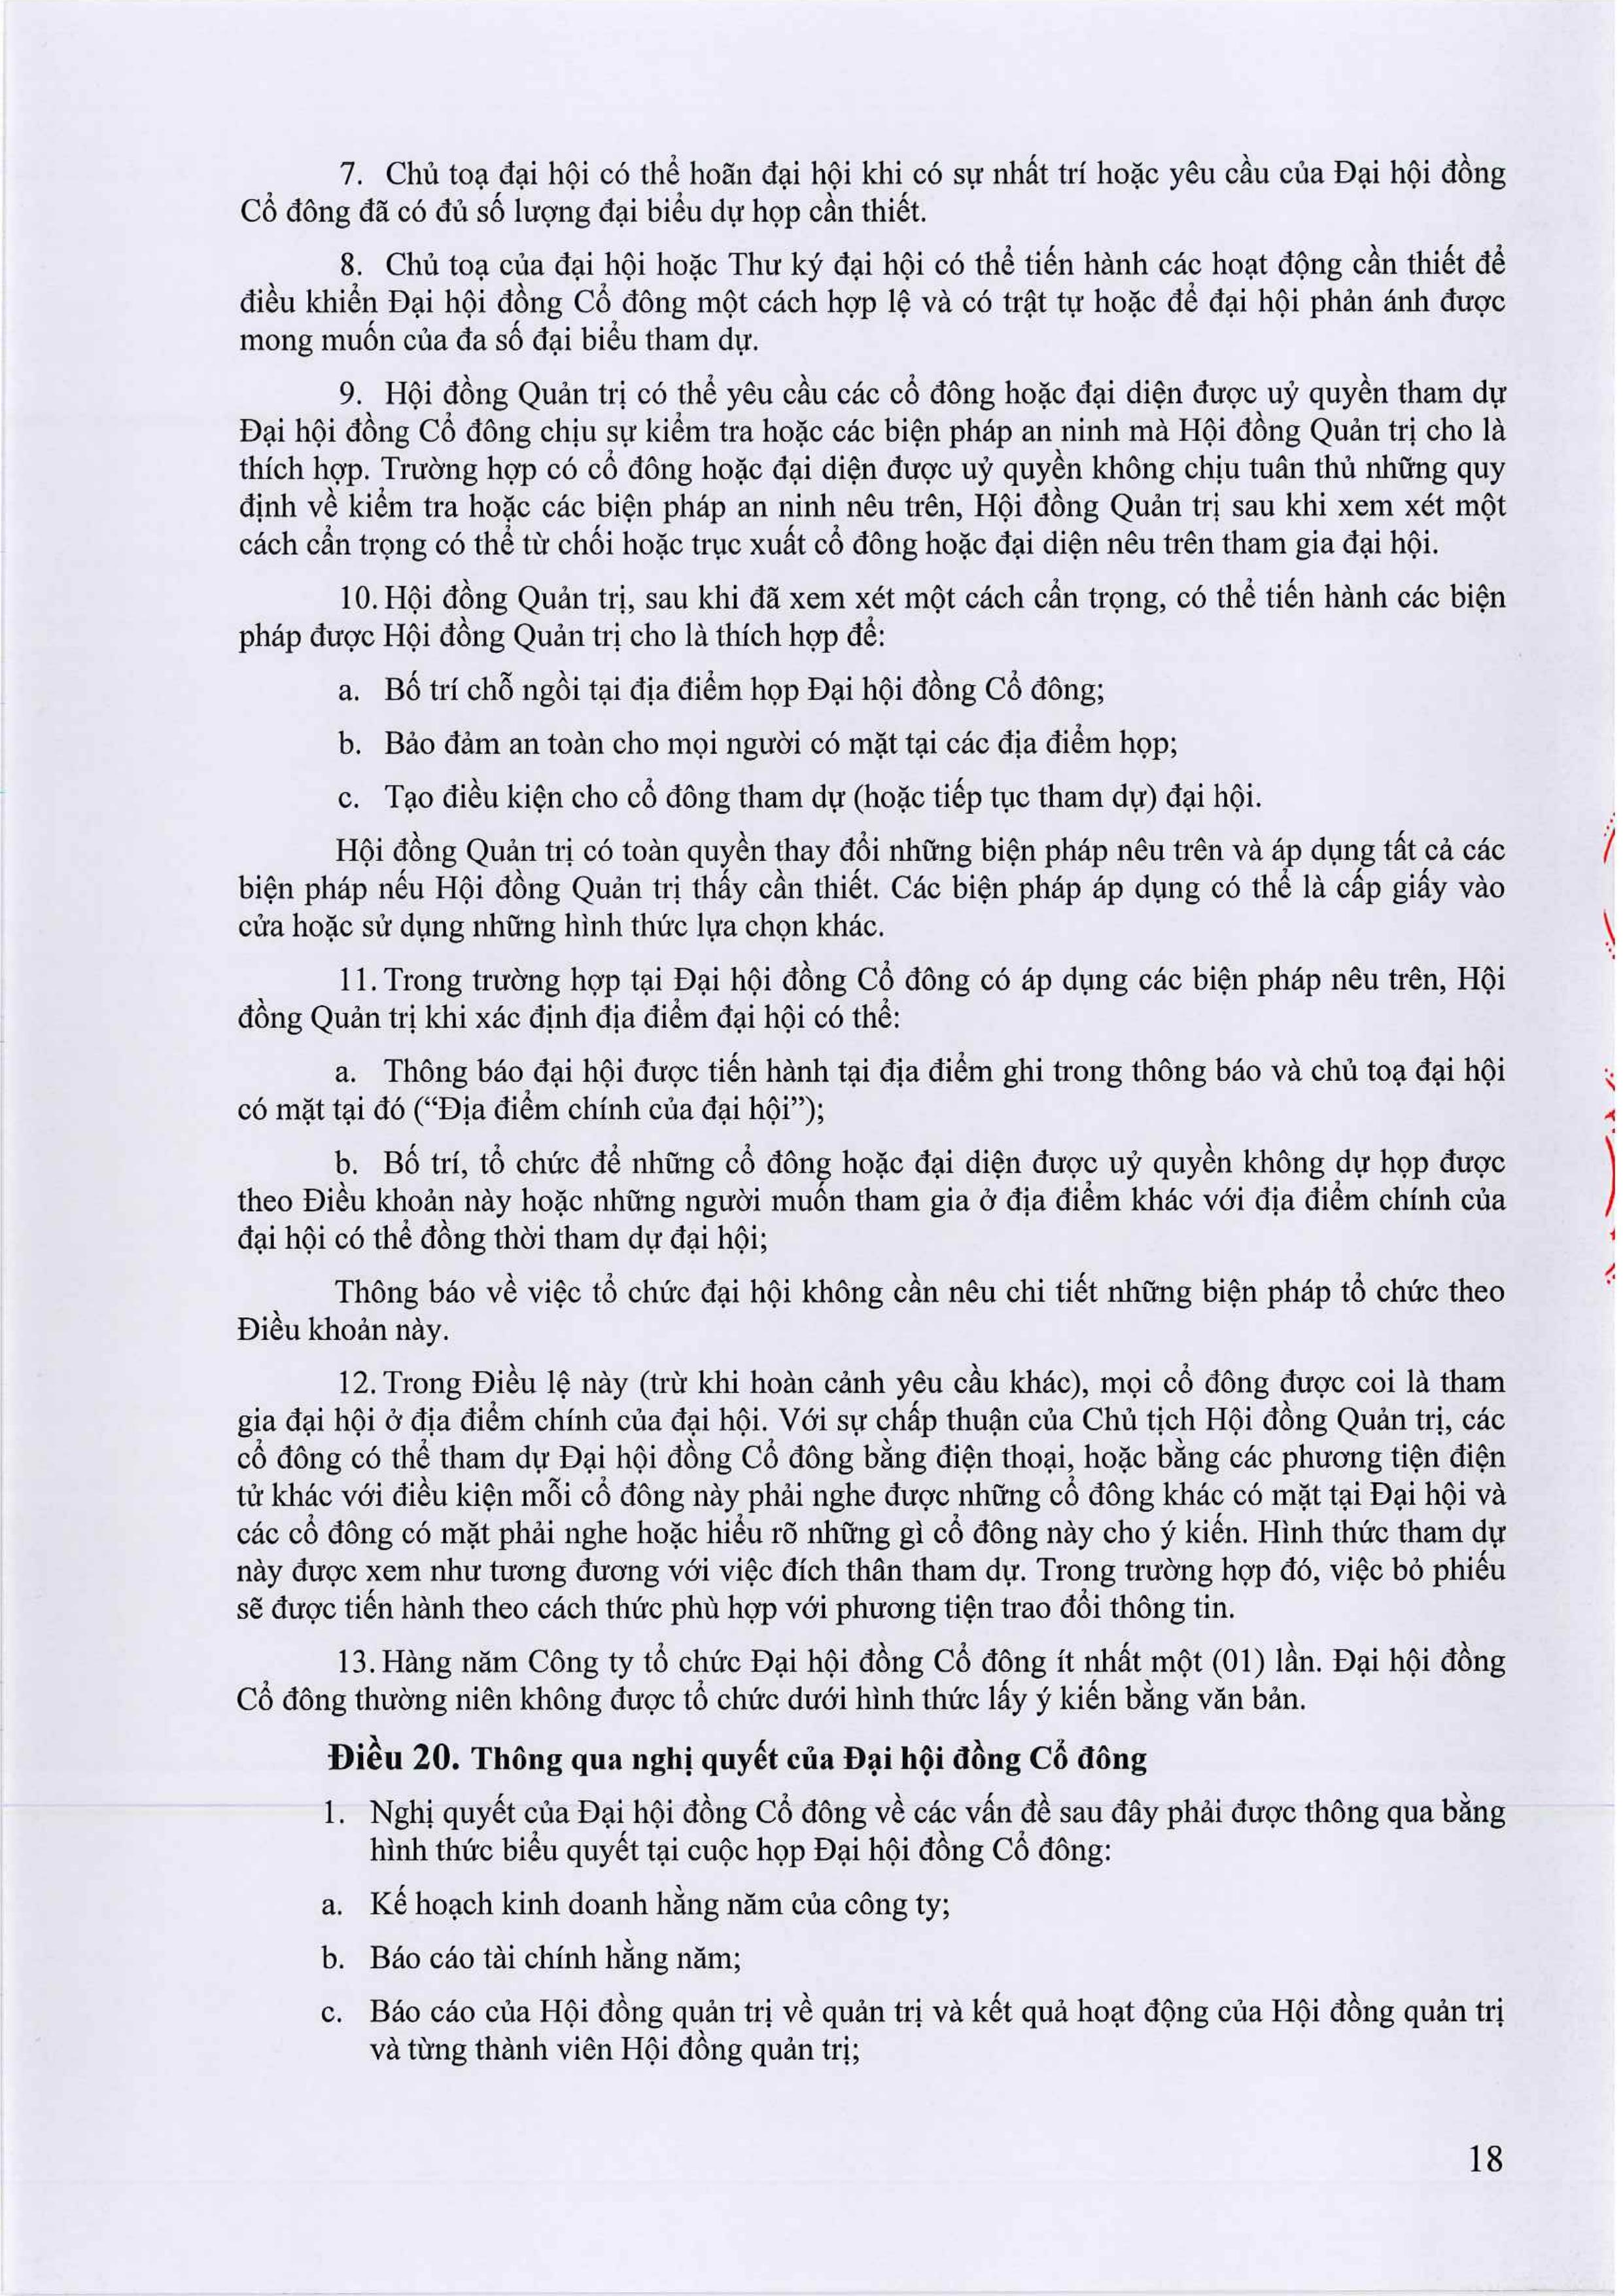 7. Chủ toạ đại hội có thể hoãn đại hội khi có sự nhất trí hoặc yêu cầu của Đại hội đồng
Cổ đông đã có đủ số lượng đại biểu dự họp cần thiết.
8. Chủ toạ của đại hội hoặc Thư ký đại hội có thể tiến hành các hoạt động cần thiết để
điều khiển Đại hội đồng Cổ đông một cách hợp lệ và có trật tự hoặc để đại hội phản ánh được
mong muốn của đa số đại biểu tham dự.
9. Hội đồng Quản trị có thể yêu cầu các cổ đông hoặc đại diện được uỷ quyền tham dự
Đại hội đồng Cổ đông chịu sự kiểm tra hoặc các biện pháp an ninh mà Hội đồng Quản trị cho là
thích hợp. Trường hợp có cổ đông hoặc đại diện được uỷ quyền không chịu tuân thủ những quy
định về kiểm tra hoặc các biện pháp an ninh nêu trên, Hội đồng Quản trị sau khi xem xét một
cách cẩn trọng có thể từ chối hoặc trục xuất cổ đông hoặc đại diện nêu trên tham gia đại hội.
10. Hội đồng Quản trị, sau khi đã xem xét một cách cẩn trọng, có thể tiến hành các biện
pháp được Hội đồng Quản trị cho là thích hợp để:
a. Bố trí chỗ ngồi tại địa điểm họp Đại hội đồng Cổ đông;
b. Bảo đảm an toàn cho mọi người có mặt tại các địa điểm họp;
c. Tạo điều kiện cho cổ đông tham dự (hoặc tiếp tục tham dự) đại hội.
Hội đồng Quản trị có toàn quyền thay đổi những biện pháp nêu trên và áp dụng tất cả các
biện pháp nếu Hội đồng Quản trị thấy cần thiết. Các biện pháp áp dụng có thể là cấp giấy vào
cửa hoặc sử dụng những hình thức lựa chọn khác.
11. Trong trường hợp tại Đại hội đồng Cổ đông có áp dụng các biện pháp nêu trên, Hội
đồng Quản trị khi xác định địa điểm đại hội có thể:
a. Thông báo đại hội được tiến hành tại địa điểm ghi trong thông báo và chủ toạ đại hội
có mặt tại đó (“Địa điểm chính của đại hội”);
b. Bố trí, tổ chức để những cổ đông hoặc đại diện được uỷ quyền không dự họp được
theo Điều khoản này hoặc những người muốn tham gia ở địa điểm khác với địa điểm chính của
đại hội có thể đồng thời tham dự đại hội;
Thông báo về việc tổ chức đại hội không cần nêu chi tiết những biện pháp tổ chức theo
Điều khoản này.
12. Trong Điều lệ này (trừ khi hoàn cảnh yêu cầu khác), mọi cổ đông được coi là tham
gia đại hội ở địa điểm chính của đại hội. Với sự chấp thuận của Chủ tịch Hội đồng Quản trị, các
cổ đông có thể tham dự Đại hội đồng Cổ đông bằng điện thoại, hoặc bằng các phương tiện điện
tử khác với điều kiện mỗi cổ đông này phải nghe được những cổ đông khác có mặt tại Đại hội và
các cổ đông có mặt phải nghe hoặc hiểu rõ những gì cổ đông này cho ý kiến. Hình thức tham dự
này được xem như tương đương với việc đích thân tham dự. Trong trường hợp đó, việc bỏ phiếu
sẽ được tiến hành theo cách thức phù hợp với phương tiện trao đổi thông tin.
13. Hàng năm Công ty tổ chức Đại hội đồng Cổ đông ít nhất một (01) lần. Đại hội đồng
Cổ đông thường niên không được tổ chức dưới hình thức lấy ý kiến bằng văn bản.
Điều 20. Thông qua nghị quyết của Đại hội đồng Cổ đông
1. Nghị quyết của Đại hội đồng Cổ đông về các vấn đề sau đây phải được thông qua bằng
hình thức biểu quyết tại cuộc họp Đại hội đồng Cổ đông:
a. Kế hoạch kinh doanh hằng năm của công ty;
b. Báo cáo tài chính hằng năm;
c. Báo cáo của Hội đồng quản trị về quản trị và kết quả hoạt động của Hội đồng quản trị
và từng thành viên Hội đồng quản trị;
18